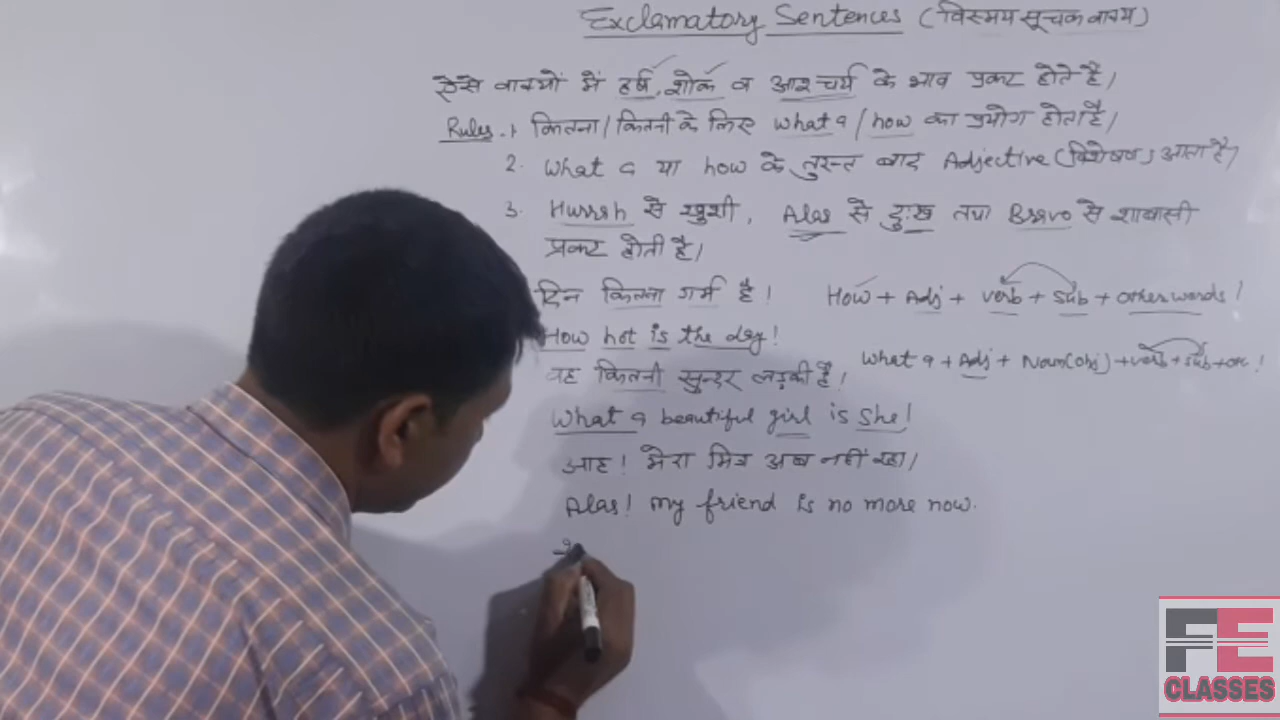 Exclamatory Sentences (विस्मय सूचक वाक्य)
ऐसे वाक्यों में हर्ष, शोक व आश्चर्य के भाव प्रकट होते है।
Rules. 1 कितना/कितनी के लिए what a / how का प्रयोग होता है।
2. What a या how के तुरन्त बाद Adjective (विशेषण) आता है।
3. Hurrah से खुशी, Alas से दुःख तथा Bravo से शाबासी
प्रकट होती है।
दिन कितना गर्म है! How + Adj + verb + sub + other words!
How hot is the day!
What a + Adj + Noun(obj) + verb + sub +
वह कितनी सुन्दर लड़की है!
What a beautiful girl is she!
आह! मेरा मित्र अब नहीं रहा।
Alas! my friend is no more now.
FE
CLASSES